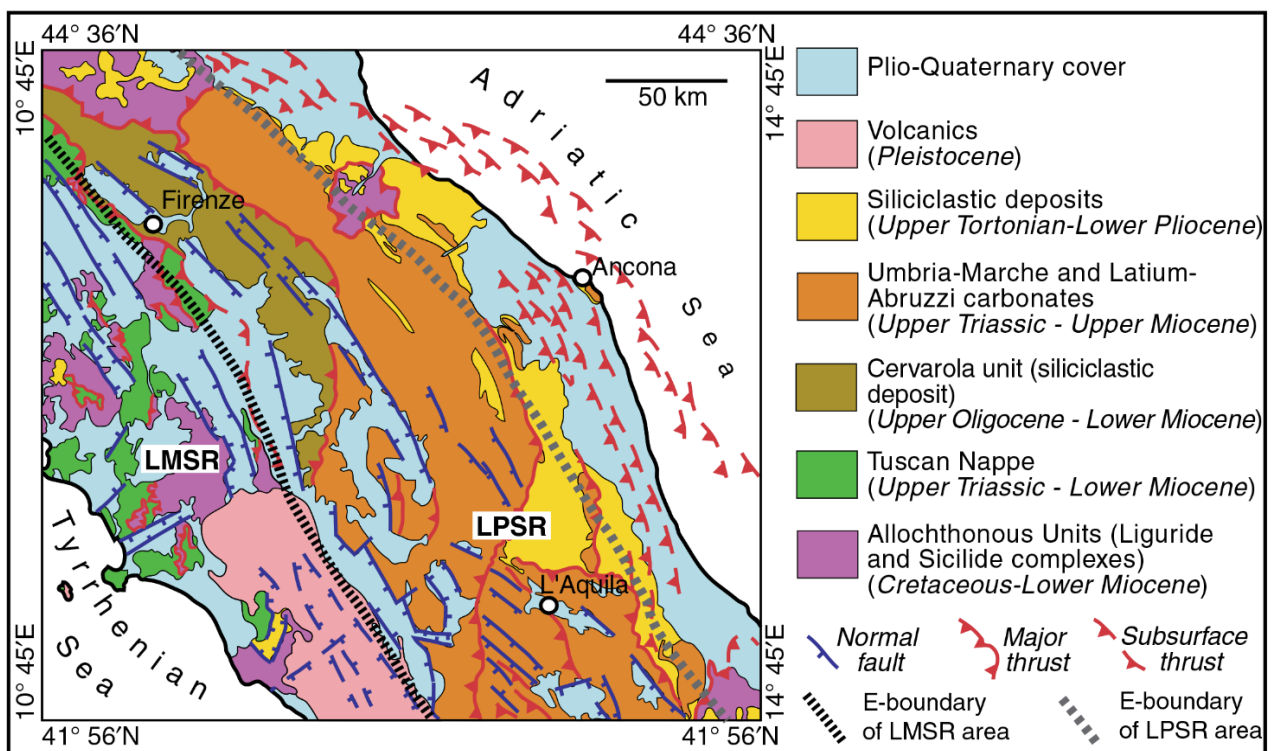 44° 36′N
44° 36′N
10° 45′E
14° 45′E
Adriatic Sea
50 km
Firenze
Ancona
LMSR
LPSR
L'Aquila
Tyrrhenian
Sea
10° 45′E
14° 45′E
41° 56′N
41° 56′N
Plio-Quaternary cover
Volcanics
(Pleistocene)
Siliciclastic deposits
(Upper Tortonian-Lower Pliocene)
Umbria-Marche and Latium-
Abruzzi carbonates
(Upper Triassic - Upper Miocene)
Cervarola unit (siliciclastic
deposit)
(Upper Oligocene - Lower Miocene)
Tuscan Nappe
(Upper Triassic - Lower Miocene)
Allochthonous Units (Liguride
and Sicilide complexes)
(Cretaceous-Lower Miocene)
Normal
fault
Major
thrust
Subsurface
thrust
E-boundary
of LMSR area
E-boundary
of LPSR area